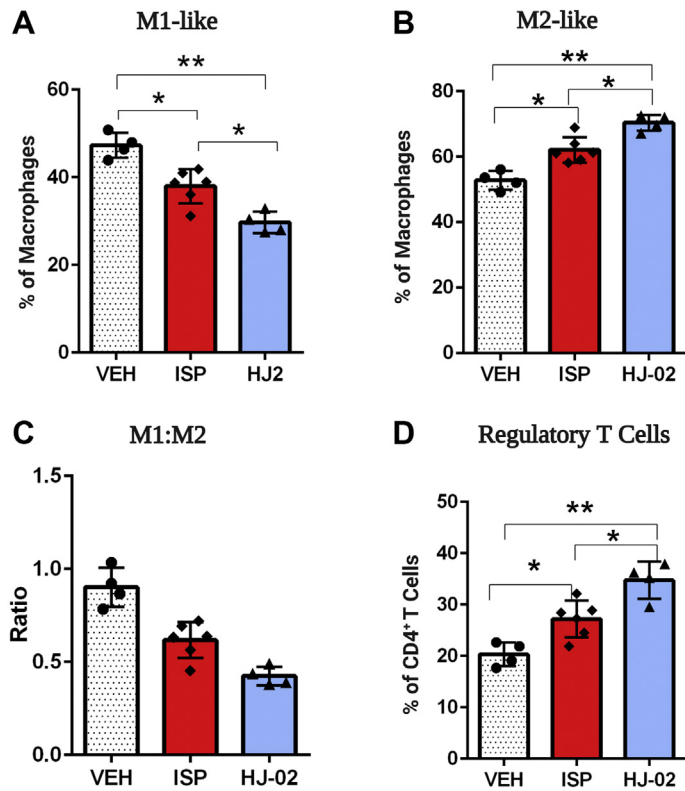 A
M1-like
% of Macrophages
60
40
20
0
**
*
*
VEH
ISP
HJ2
B
M2-like
% of Macrophages
80
60
40
20
0
**
*
*
VEH
ISP
HJ-02
C
M1:M2
Ratio
1.5
1.0
0.5
0.0
VEH
ISP
HJ-02
D
Regulatory T Cells
% of CD4+ T Cells
50
40
30
20
10
0
**
*
*
VEH
ISP
HJ-02